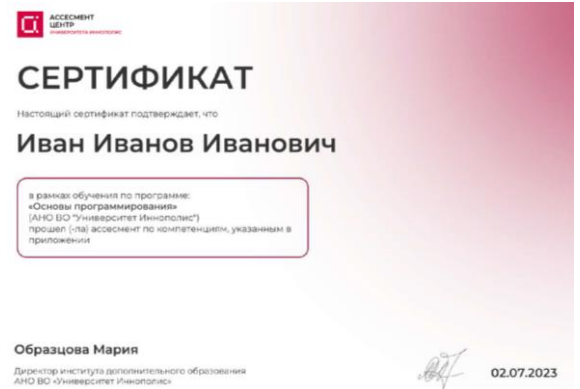 АССЕСМЕНТ
ЦЕНТР
УНИВЕРСИТЕТА ИННОПОЛИС
СЕРТИФИКАТ
Настоящий сертификат подтверждает, что
Иван Иванов Иванович
в рамках обучения по программе:
«Основы программирования»
(АНО ВО "Университет Иннополис")
прошел (-ла) ассесмент по компетенциям, указанным в
приложении
Образцова Мария
Директор института дополнительного образования
АНО ВО «Университет Иннополис»
02.07.2023